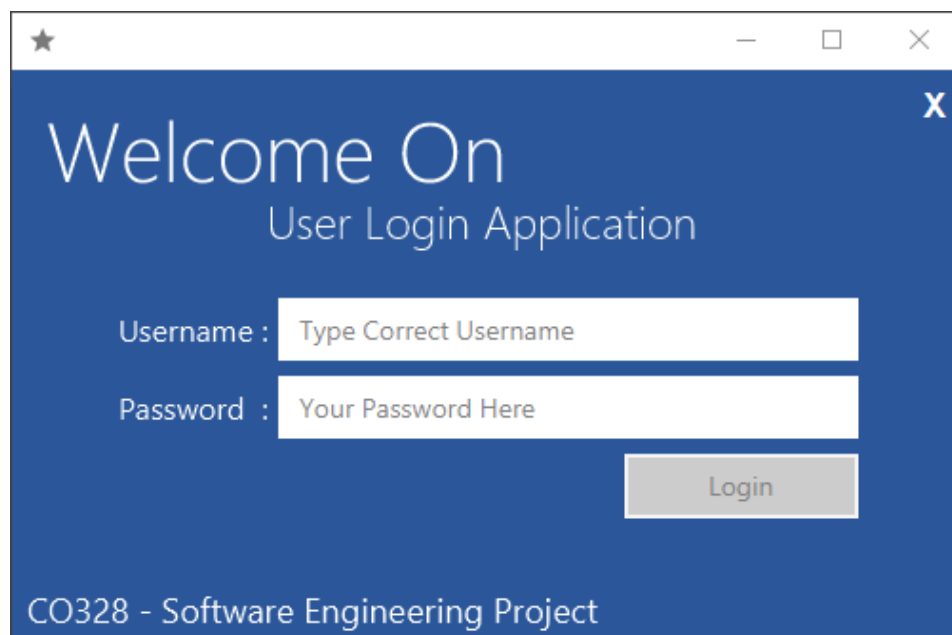 X
Welcome On
User Login Application
Username : Type Correct Username
Password : Your Password Here
Login
CO328 - Software Engineering Project